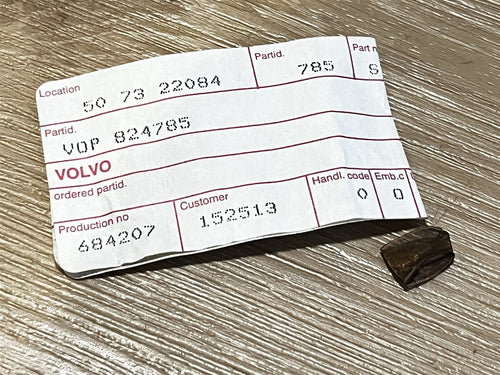 Location Partid. Part n
50 73 22084 785 S
Partid.
VOP 824785
VOLVO
ordered partid.
Production no Customer Handl. code Emb.c
684207 152513 0 0